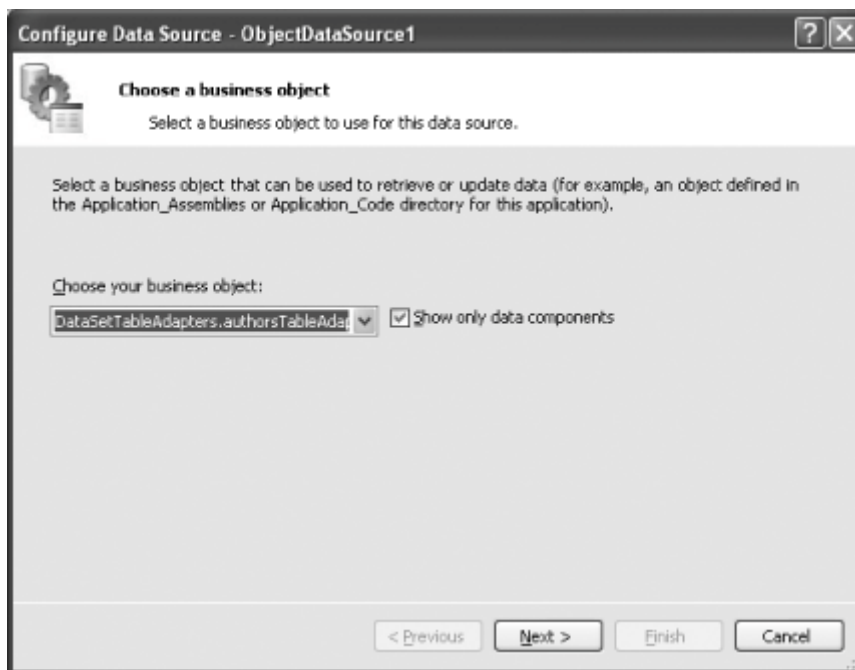 Configure Data Source - ObjectDataSource1
Choose a business object
Select a business object to use for this data source.
Select a business object that can be used to retrieve or update data (for example, an object defined in
the Application_Assemblies or Application_Code directory for this application).
Choose your business object:
DataSetTableAdapters.authorsTableAdap
Show only data components
< Previous
Next >
Finish
Cancel